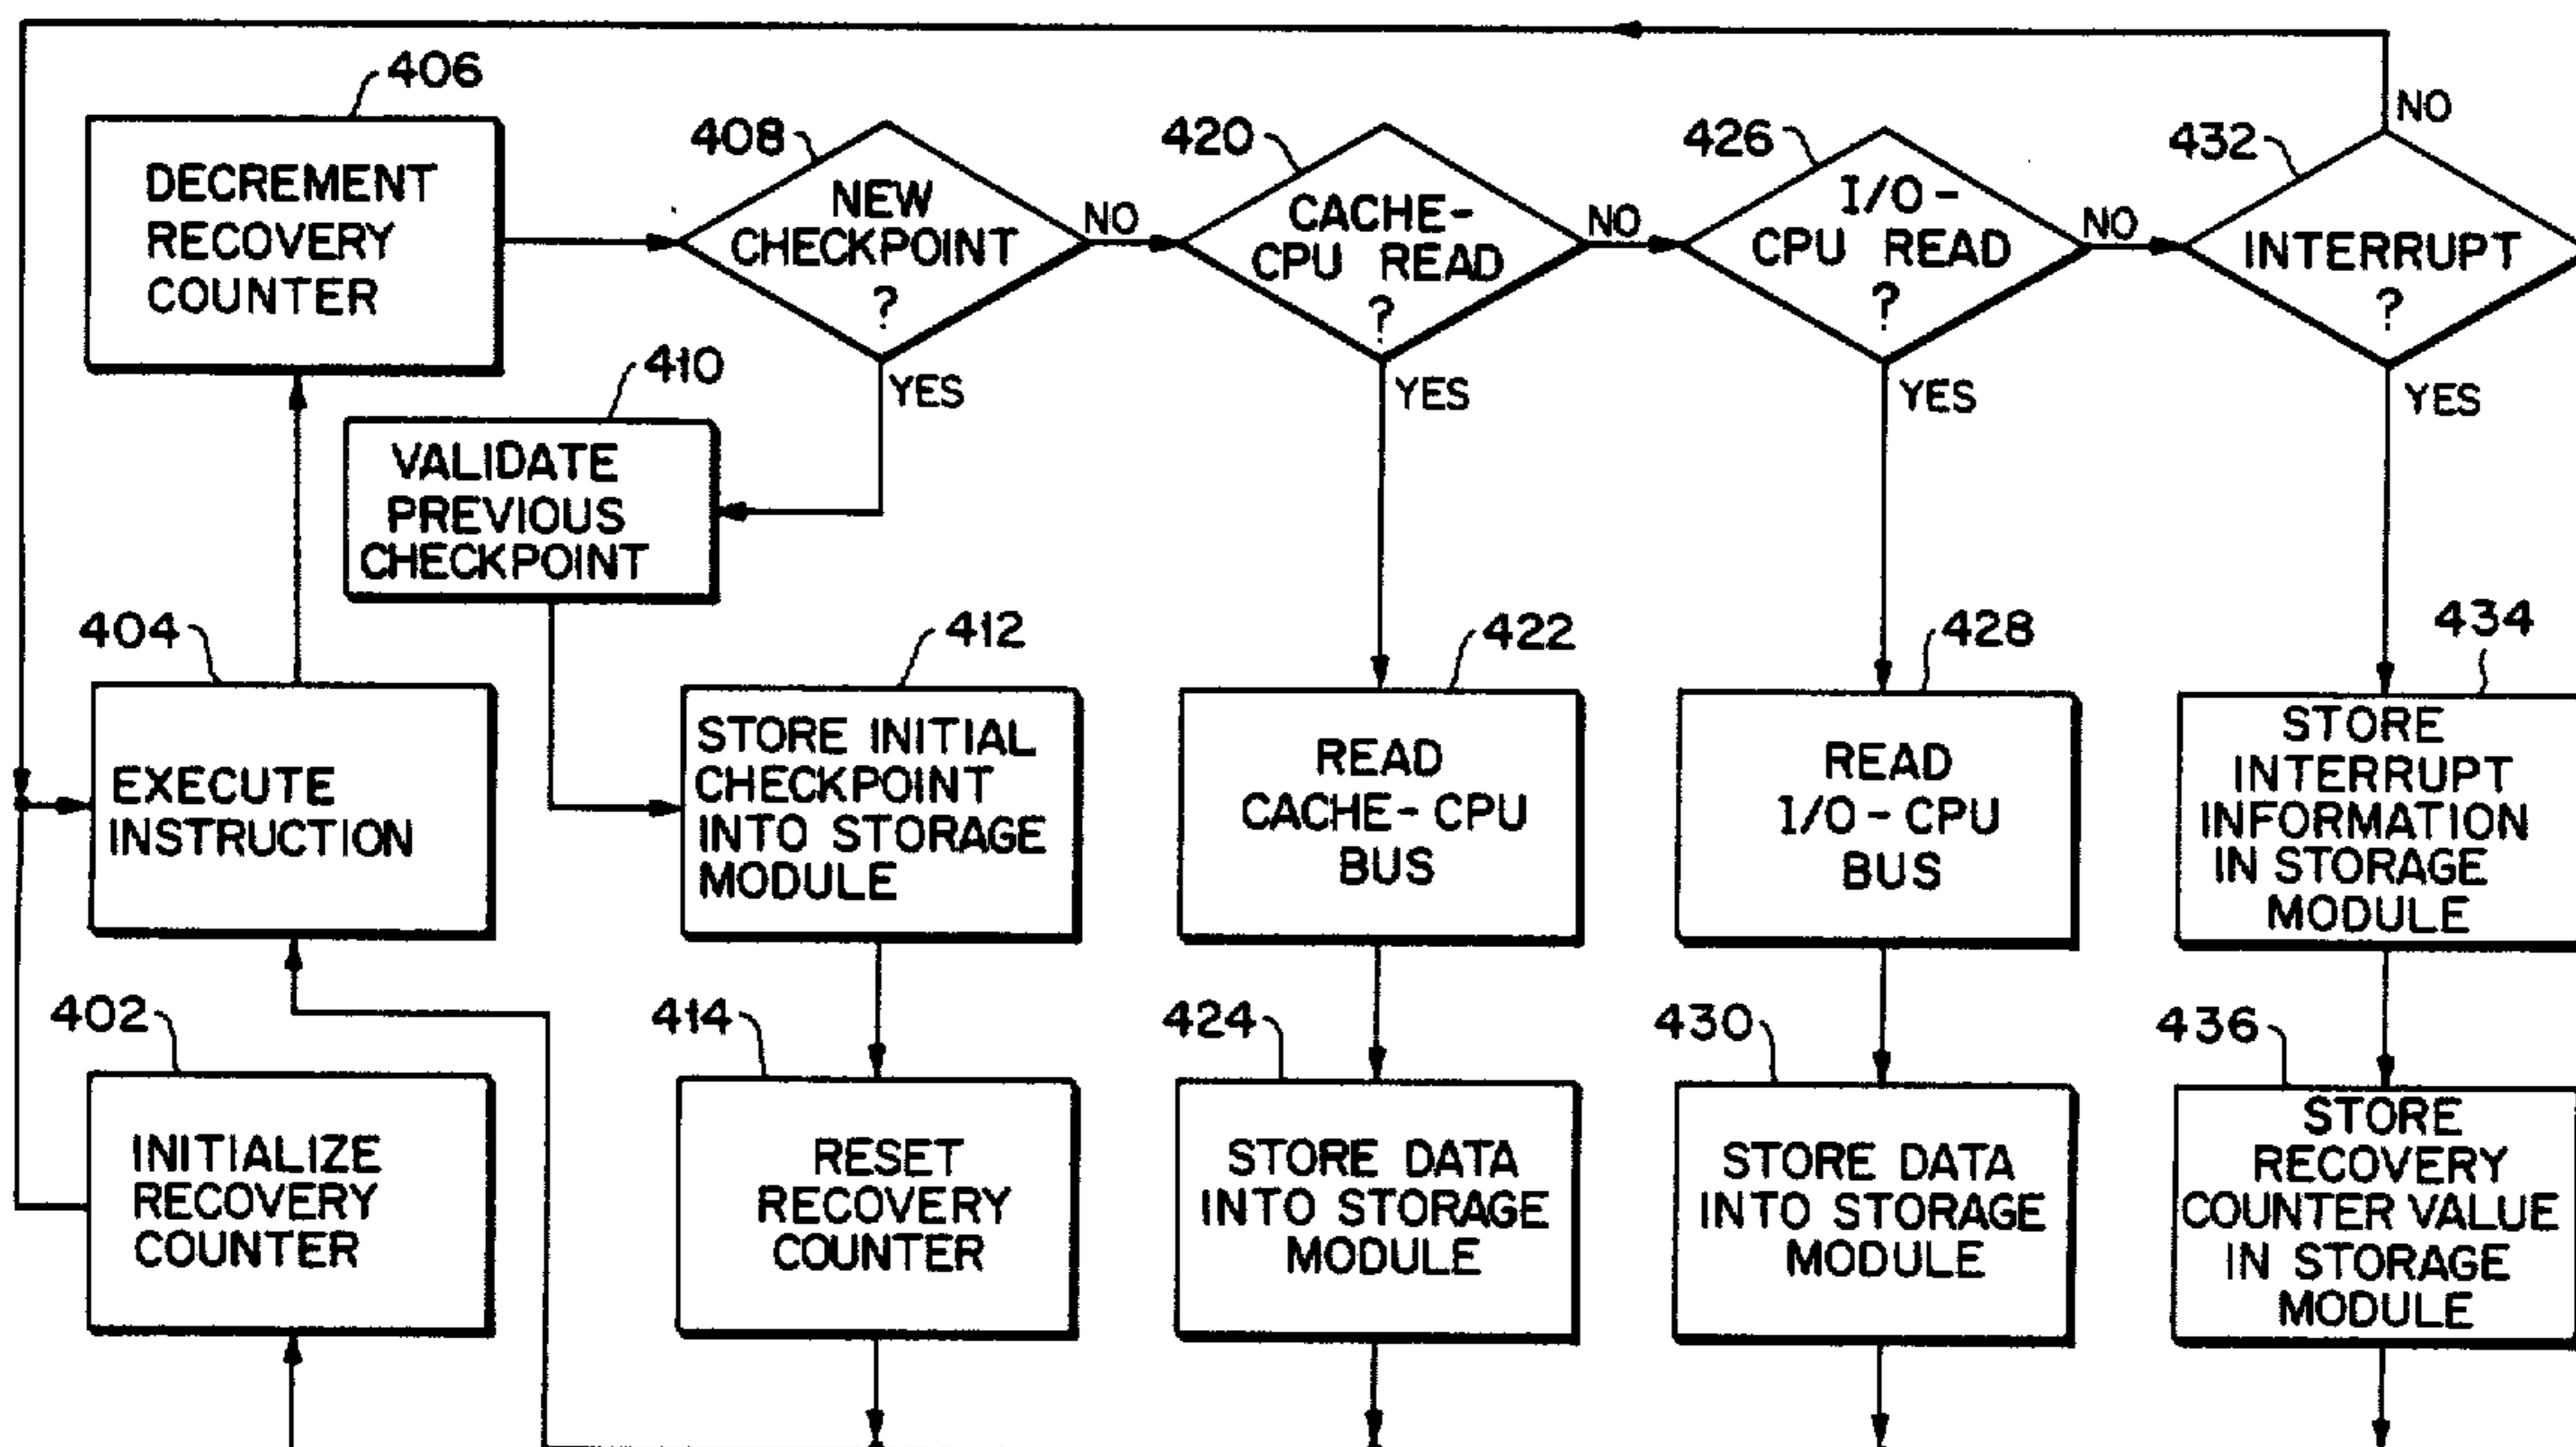 406
DECREMENT
RECOVERY
COUNTER
408
NEW
CHECKPOINT
?
NO
YES
420
CACHE-
CPU READ
?
NO
YES
426
I/O-
CPU READ
?
NO
YES
432
INTERRUPT
?
NO
YES
410
VALIDATE
PREVIOUS
CHECKPOINT
404
EXECUTE
INSTRUCTION
412
STORE INITIAL
CHECKPOINT
INTO STORAGE
MODULE
422
READ
CACHE-CPU
BUS
428
READ
I/O-CPU
BUS
434
STORE
INTERRUPT
INFORMATION
IN STORAGE
MODULE
402
INITIALIZE
RECOVERY
COUNTER
414
RESET
RECOVERY
COUNTER
424
STORE DATA
INTO STORAGE
MODULE
430
STORE DATA
INTO STORAGE
MODULE
436
STORE
RECOVERY
COUNTER VALUE
IN STORAGE
MODULE